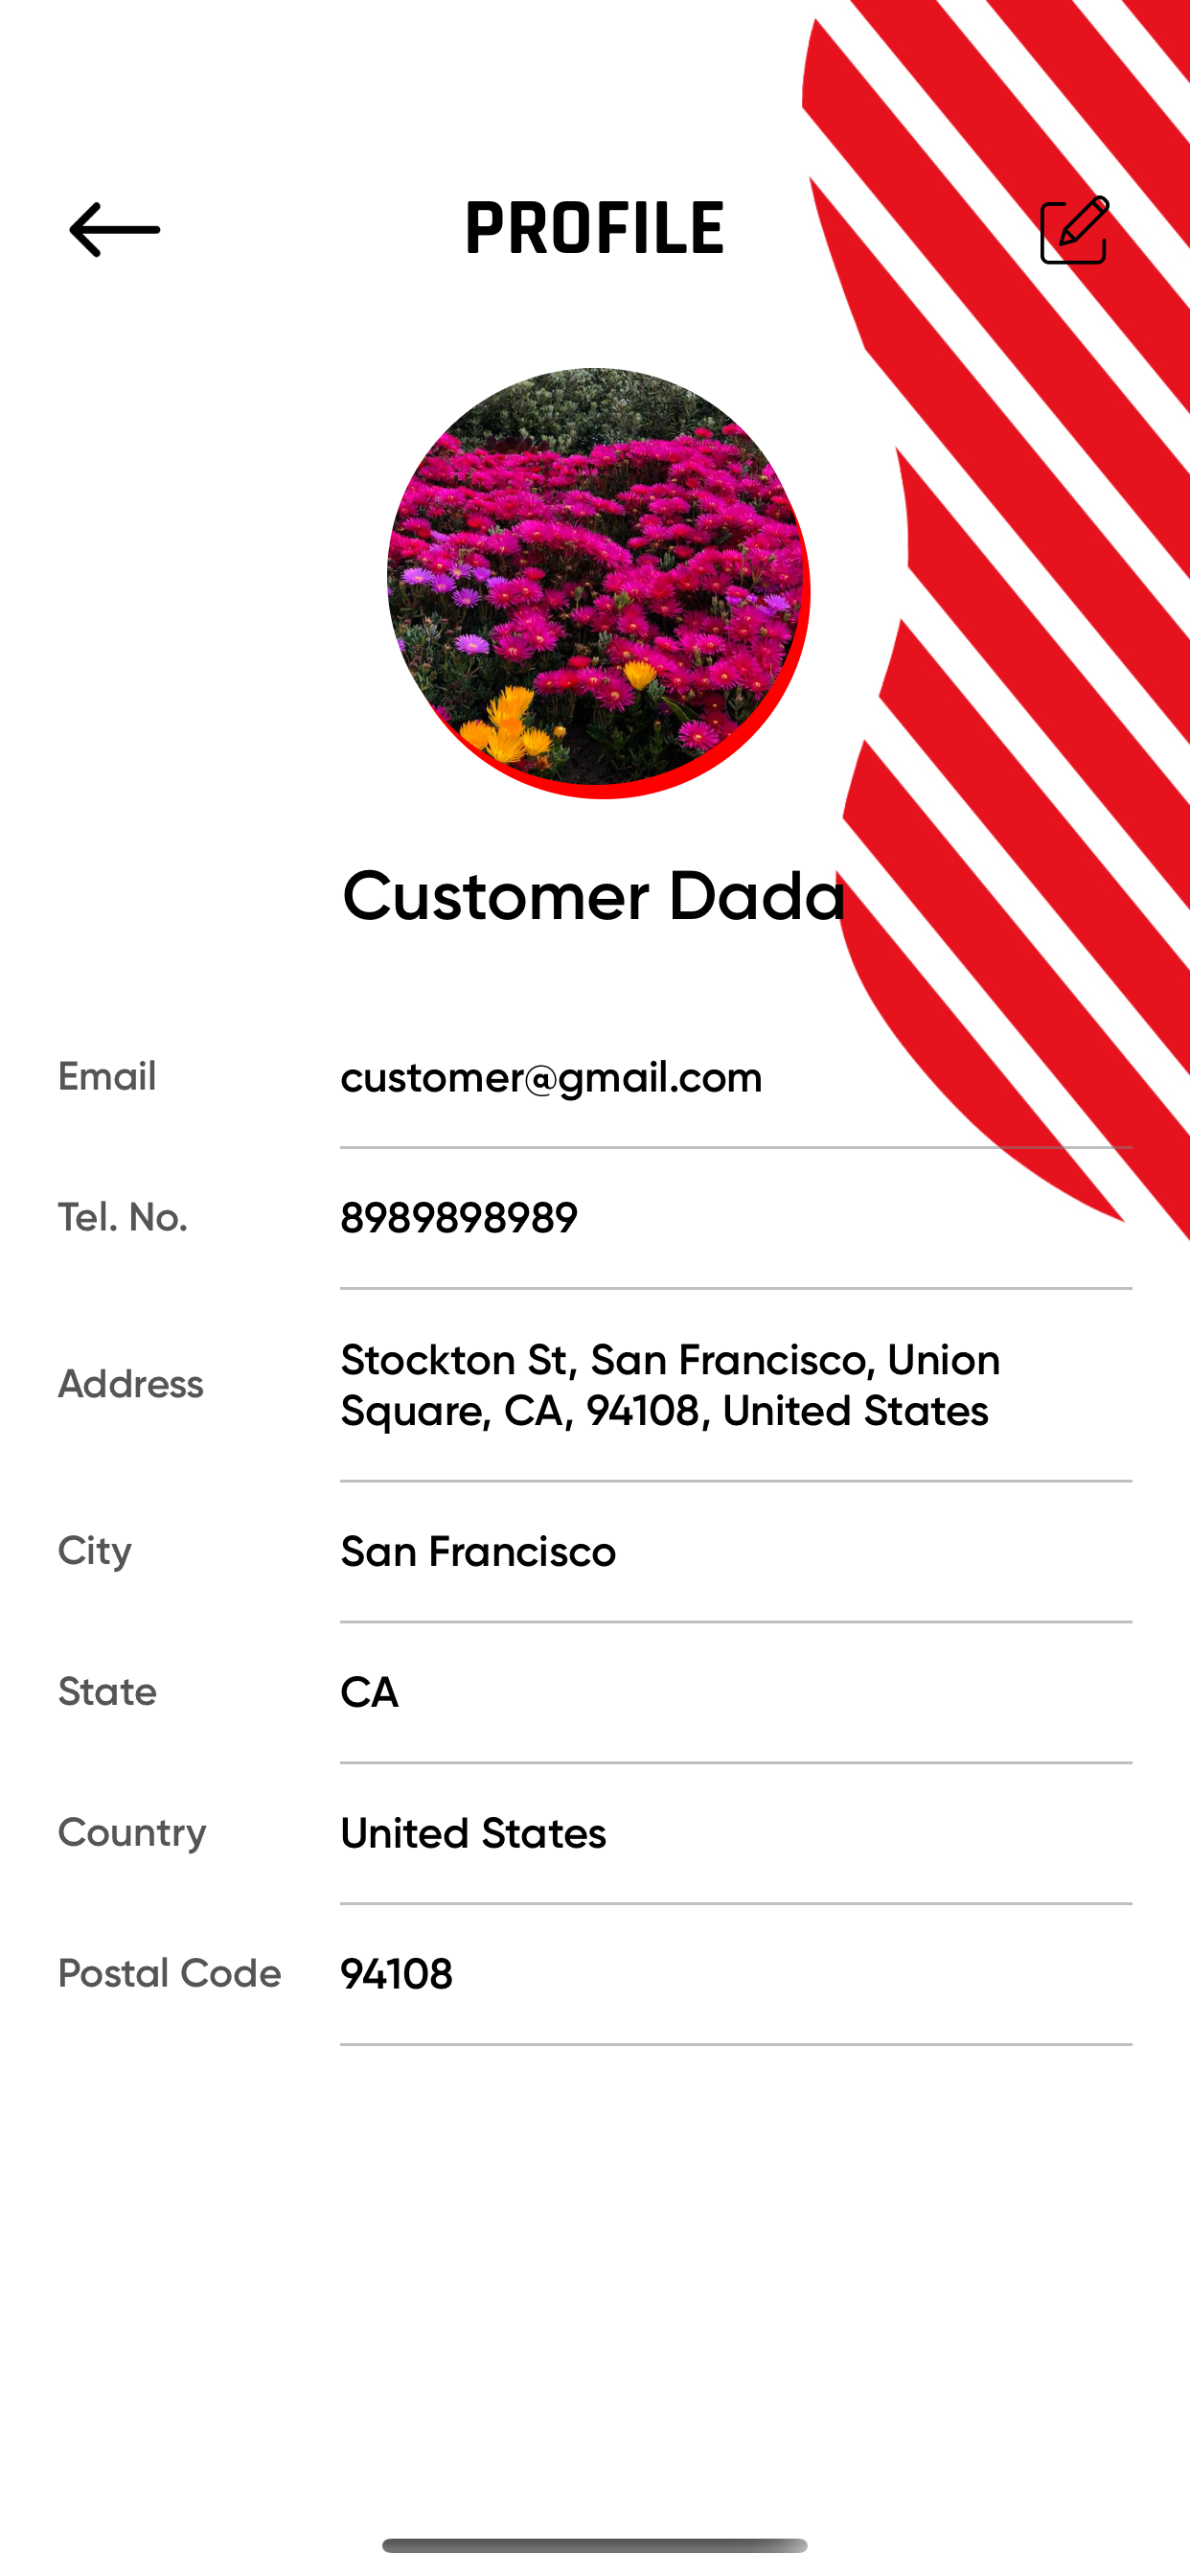 PROFILE
Customer Dada
Email
customer@gmail.com
Tel. No.
8989898989
Address
Stockton St, San Francisco, Union
Square, CA, 94108, United States
City
San Francisco
State
CA
Country
United States
Postal Code
94108